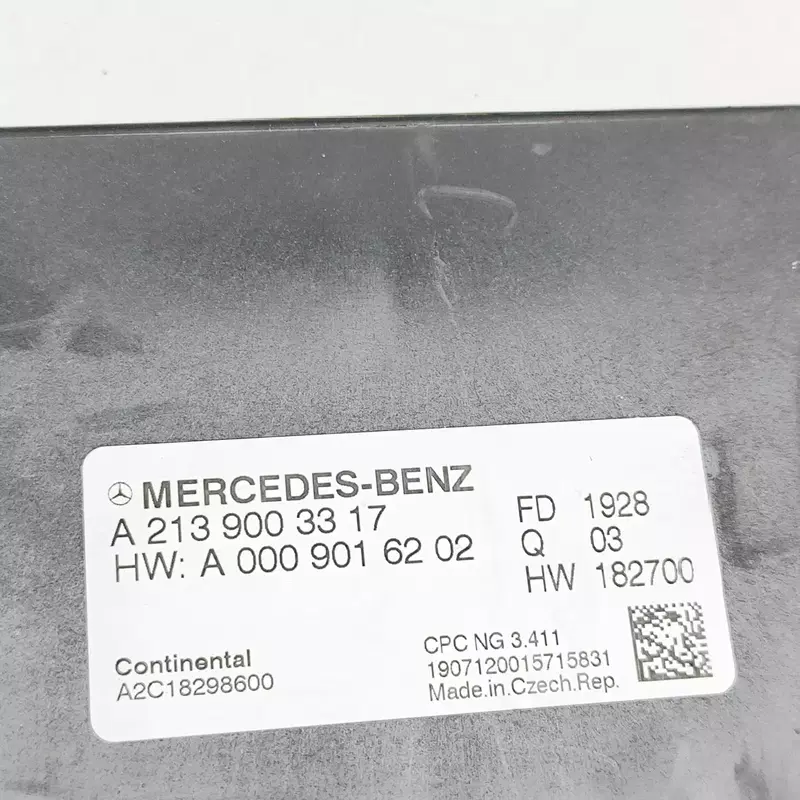 MERCEDES-BENZ
A 213 900 33 17
HW: A 000 901 62 02
FD 1928
Q 03
HW 182700
Continental
A2C18298600
CPC NG 3.411
1907120015715831
Made.in.Czech.Rep.